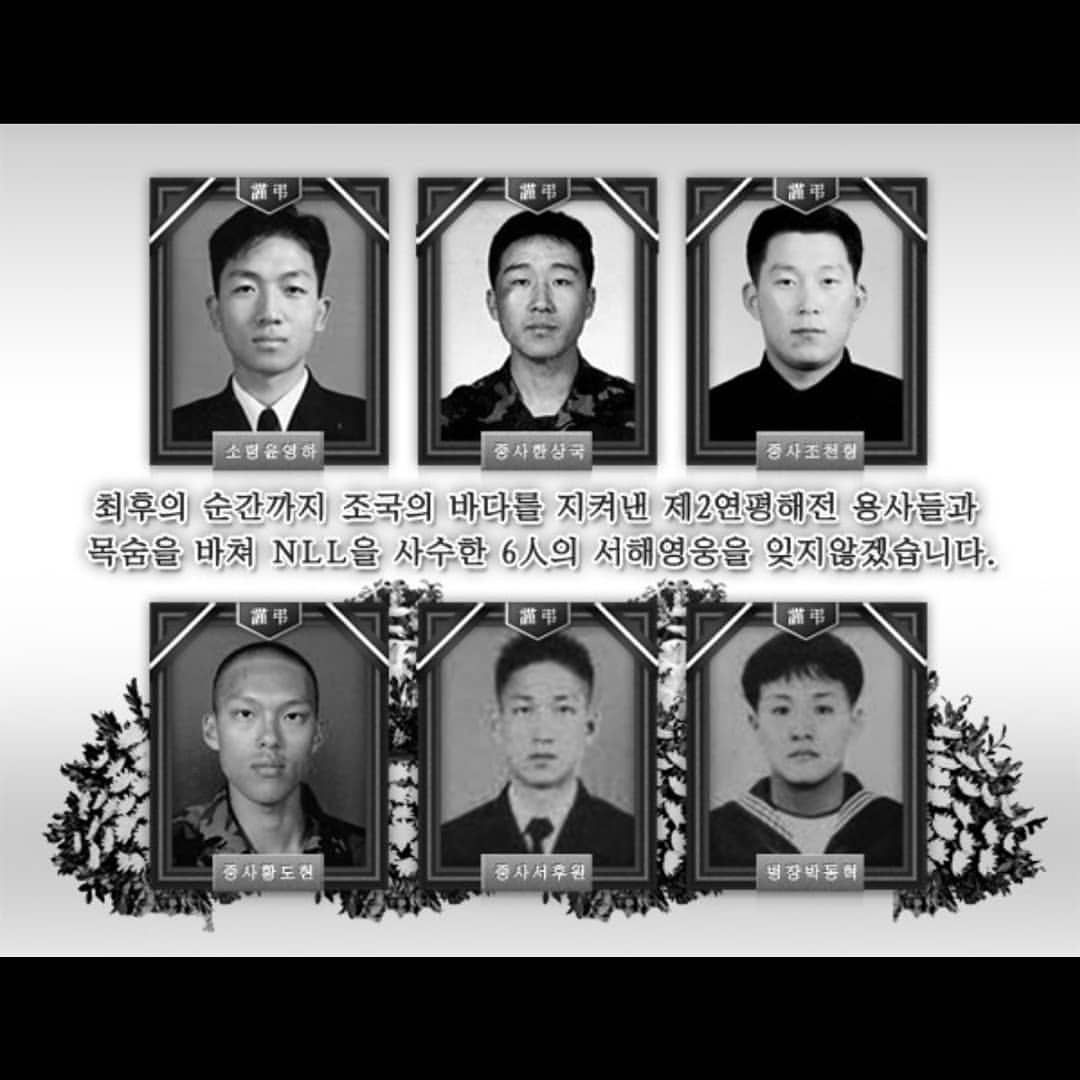 謹弔
謹弔
謹弔
소령윤영하
중사한상국
중사조천형
최후의 순간까지 조국의 바다를 지켜낸 제2연평해전 용사들과
목숨을 바쳐 NLL을 사수한 6人의 서해영웅을 잊지않겠습니다.
謹弔
謹弔
謹弔
중사황도현
중사서후원
병장박동혁